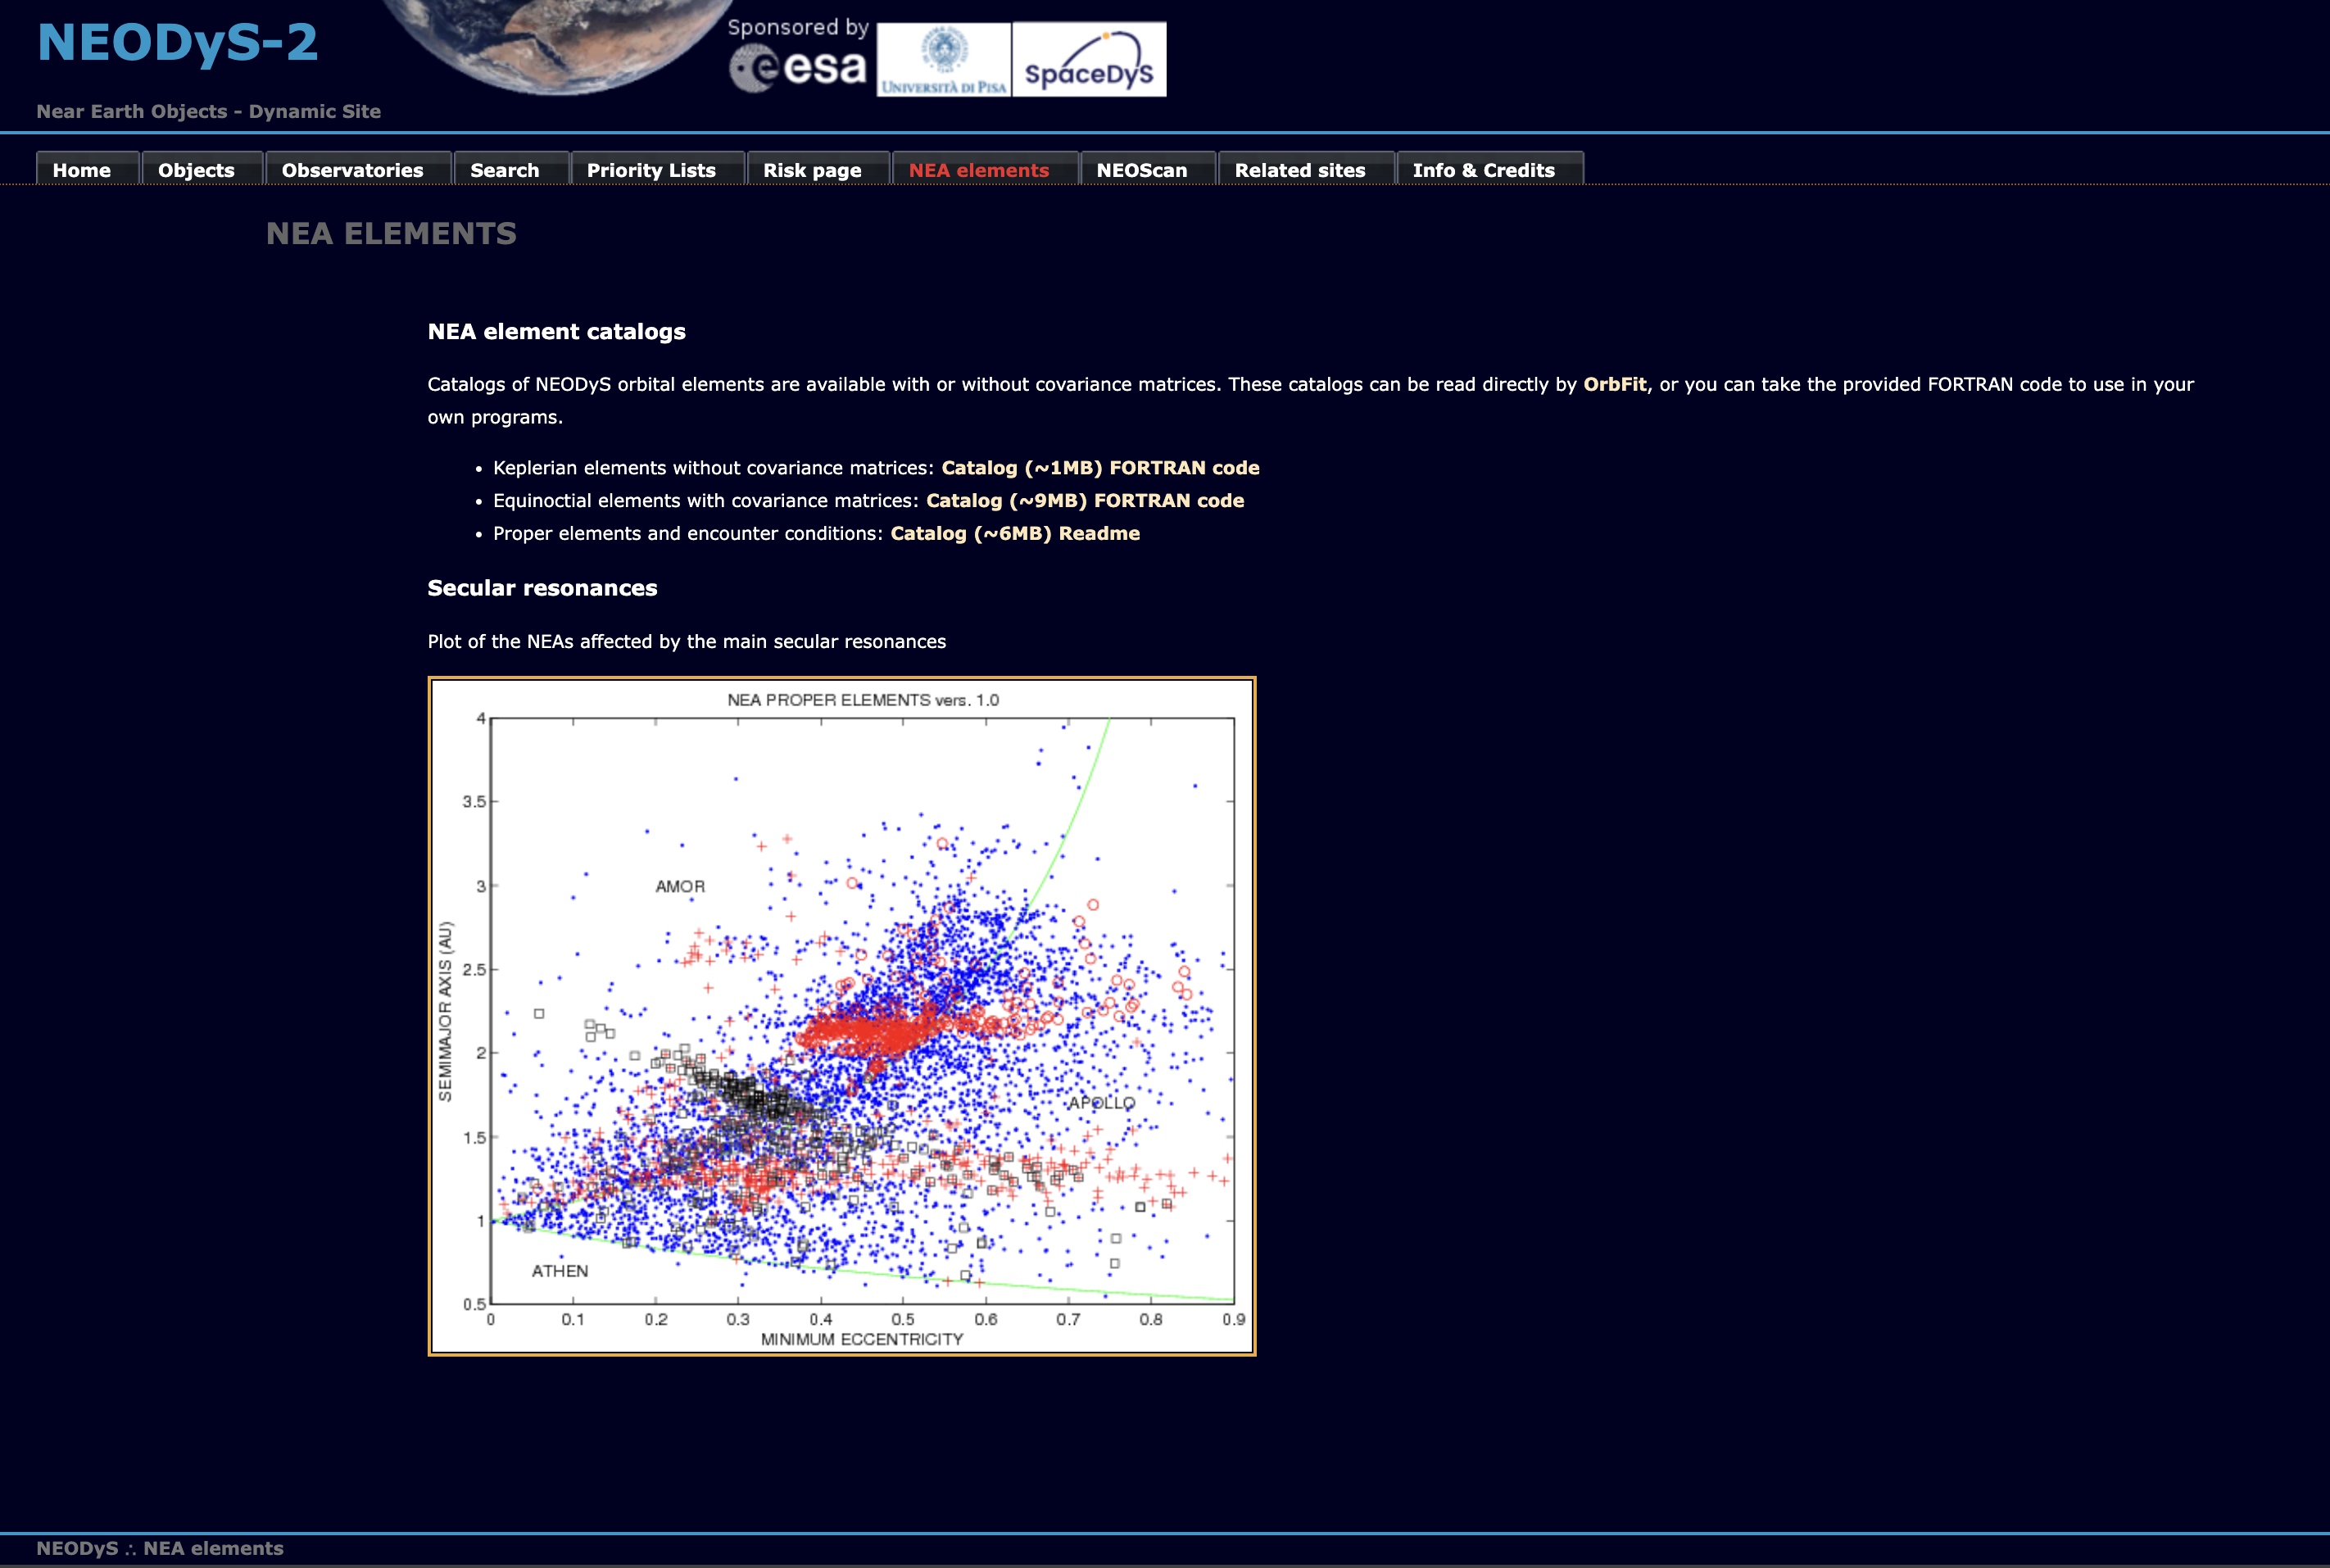 NEODyS-2
Sponsored by
esa
UNIVERSITÀ DI PISA
SpaceDyS
Near Earth Objects - Dynamic Site
Home
Objects
Observatories
Search
Priority Lists
Risk page
NEA elements
NEOScan
Related sites
Info & Credits
NEA ELEMENTS
NEA element catalogs
Catalogs of NEODyS orbital elements are available with or without covariance matrices. These catalogs can be read directly by OrbFit, or you can take the provided FORTRAN code to use in your
own programs.
• Keplerian elements without covariance matrices: Catalog (~1MB) FORTRAN code
• Equinoctial elements with covariance matrices: Catalog (~9MB) FORTRAN code
• Proper elements and encounter conditions: Catalog (~6MB) Readme
Secular resonances
Plot of the NEAs affected by the main secular resonances
NEA PROPER ELEMENTS vers. 1.0
4
3.5
3
2.5
2
1.5
1
0.5
SEMIMAJOR AXIS (AU)
AMOR
APOLLO
ATHEN
0 0.1 0.2 0.3 0.4 0.5 0.6 0.7 0.8 0.9
MINIMUM ECCENTRICITY
NEODyS ∴ NEA elements